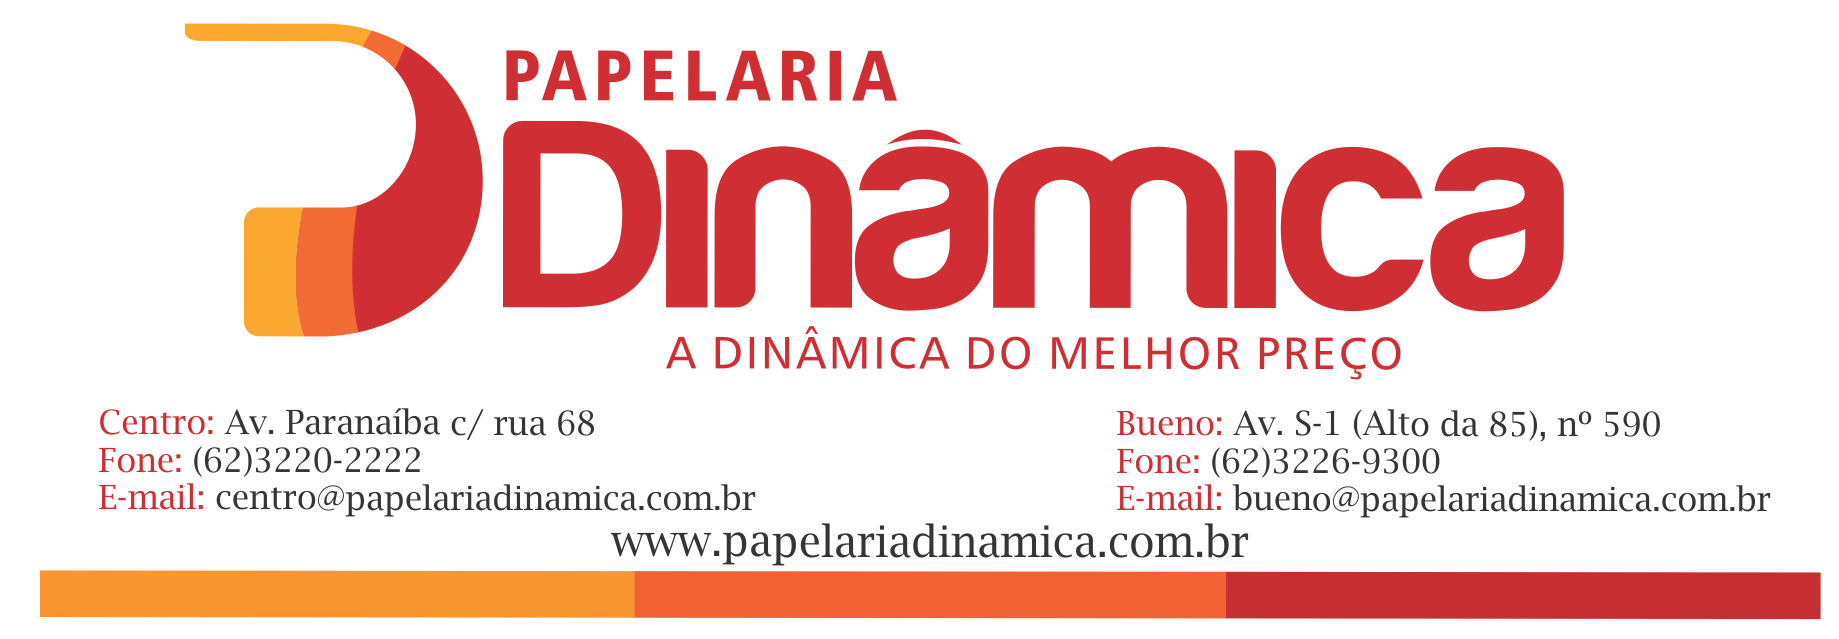 PAPELARIA
DINÂMICA
A DINÂMICA DO MELHOR PREÇO
Centro: Av. Paranaíba c/ rua 68
Fone: (62)3220-2222
E-mail: centro@papelariadinamica.com.br
Bueno: Av. S-1 (Alto da 85), nº 590
Fone: (62)3226-9300
E-mail: bueno@papelariadinamica.com.br
www.papelariadinamica.com.br